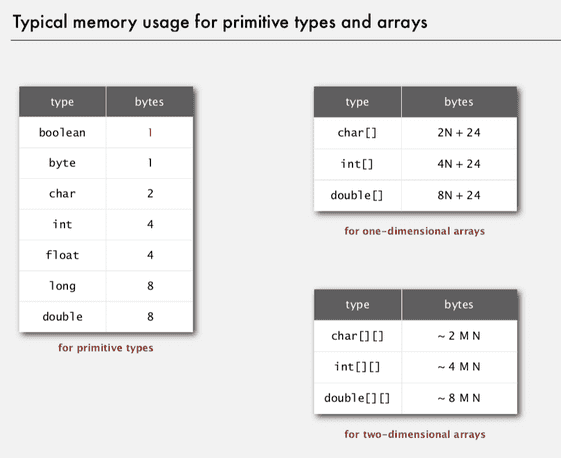 Typical memory usage for primitive types and arrays
type bytes
boolean 1
byte 1
char 2
int 4
float 4
long 8
double 8
for primitive types
type bytes
char[] 2N + 24
int[] 4N + 24
double[] 8N + 24
for one-dimensional arrays
type bytes
char[][] ~ 2 M N
int[][] ~ 4 M N
double[][] ~ 8 M N
for two-dimensional arrays